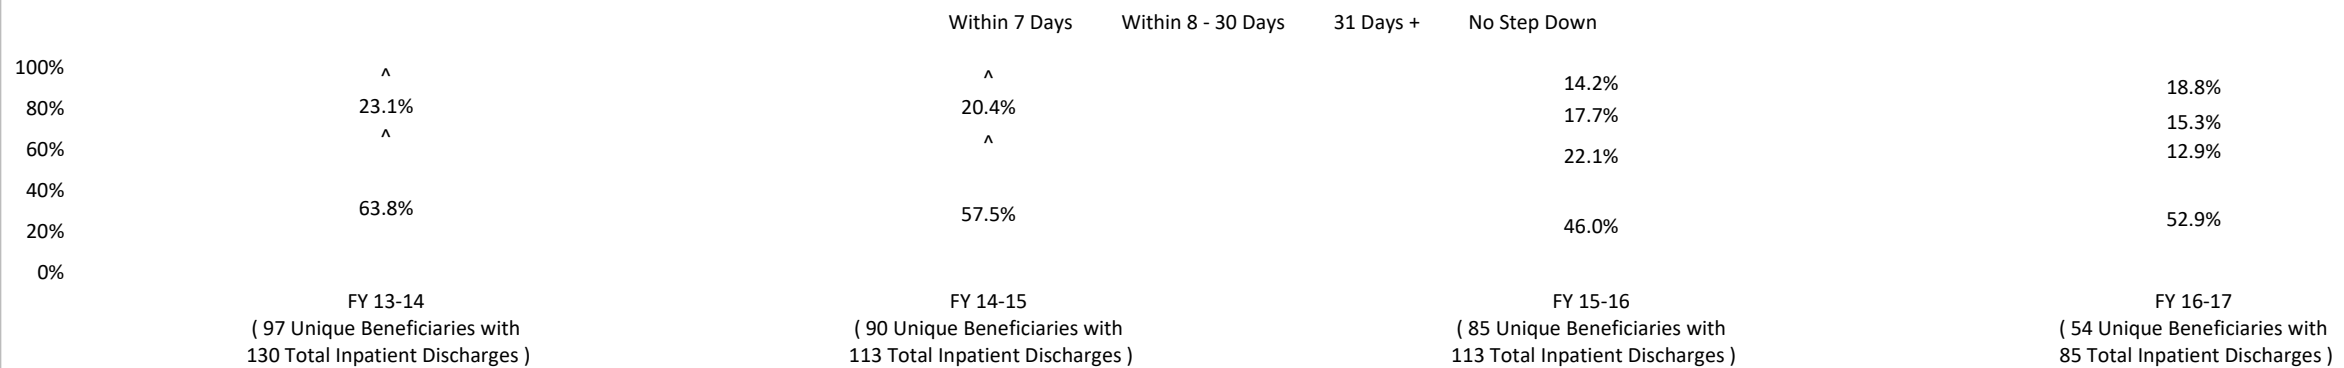 Within 7 Days Within 8 - 30 Days 31 Days + No Step Down
100%
80%
60%
40%
20%
0%
^ ^ 14.2% 18.8%
23.1% 20.4% 17.7% 15.3%
^ ^ 22.1% 12.9%
63.8% 57.5% 46.0% 52.9%
FY 13-14 FY 14-15 FY 15-16 FY 16-17
( 97 Unique Beneficiaries with ( 90 Unique Beneficiaries with ( 85 Unique Beneficiaries with ( 54 Unique Beneficiaries with
130 Total Inpatient Discharges ) 113 Total Inpatient Discharges ) 113 Total Inpatient Discharges ) 85 Total Inpatient Discharges )